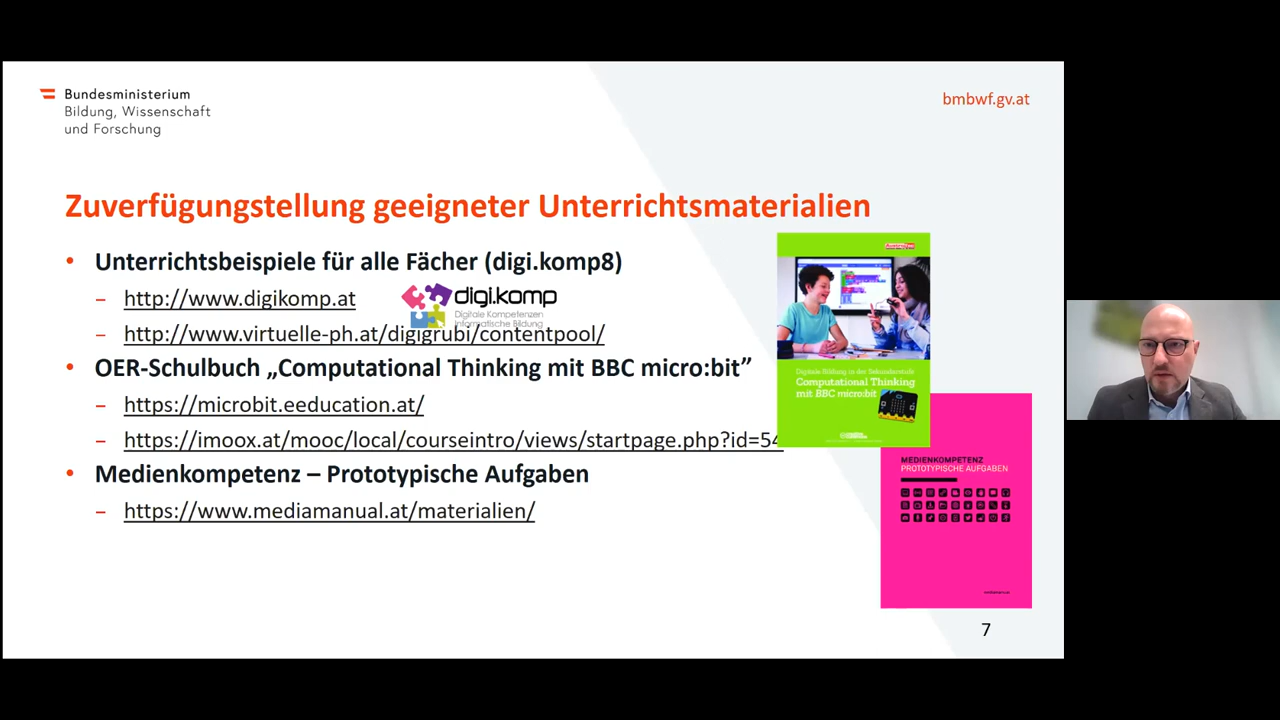 Bundesministerium
Bildung, Wissenschaft
und Forschung
bmbwf.gv.at
Zuverfügungstellung geeigneter Unterrichtsmaterialien
• Unterrichtsbeispiele für alle Fächer (digi.komp8)
– http://www.digikomp.at
digi.komp
Digitale Kompetenzen
Informatische Bildung
– http://www.virtuelle-ph.at/digigrubi/contentpool/
• OER-Schulbuch „Computational Thinking mit BBC micro:bit”
– https://microbit.eeducation.at/
– https://imoox.at/mooc/local/courseintro/views/startpage.php?id=54
• Medienkompetenz – Prototypische Aufgaben
– https://www.mediamanual.at/materialien/
Digitale Bildung in der Sekundarstufe
Computational Thinking
mit BBC micro:bit
MEDIENKOMPETENZ
PROTOTYPISCHE AUFGABEN
7